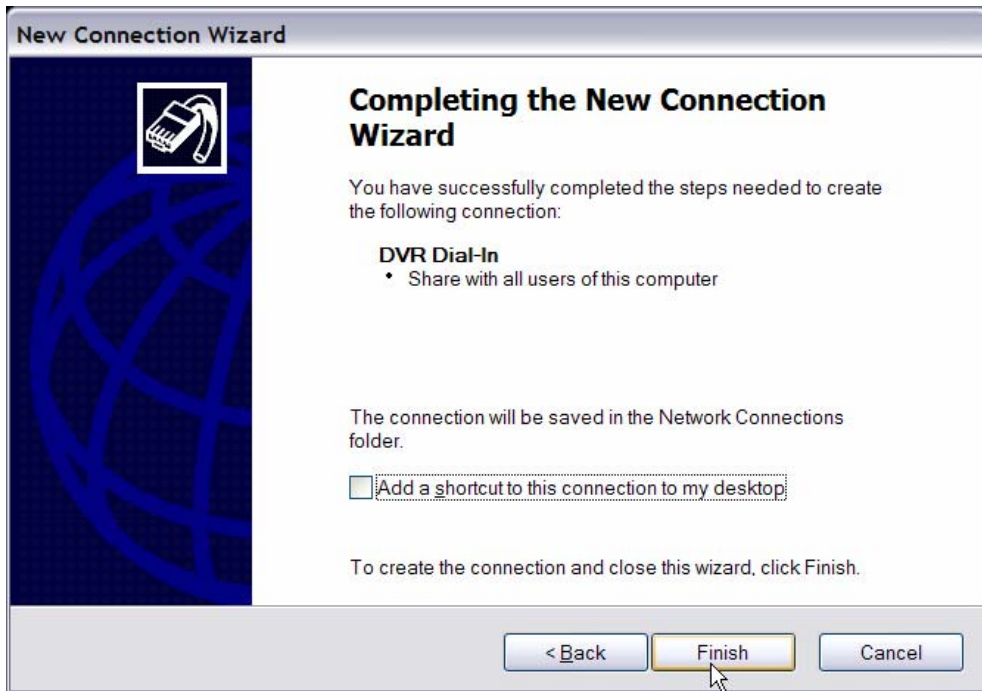 New Connection Wizard
Completing the New Connection
Wizard
You have successfully completed the steps needed to create
the following connection:
DVR Dial-In
• Share with all users of this computer
The connection will be saved in the Network Connections
folder.
Add a shortcut to this connection to my desktop
To create the connection and close this wizard, click Finish.
< Back Finish Cancel